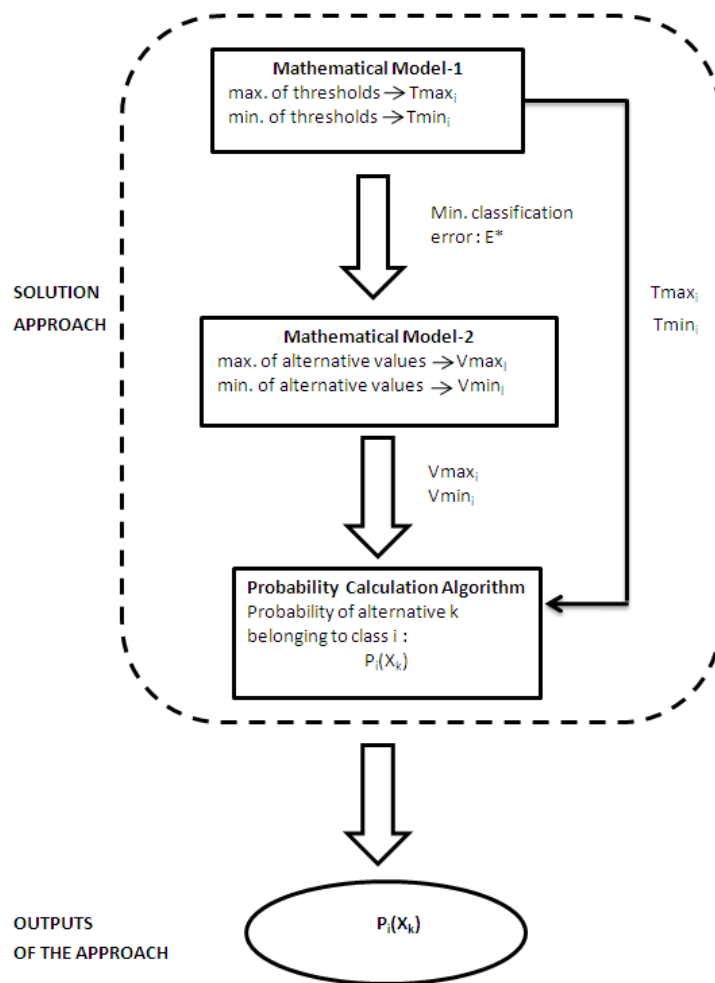 Mathematical Model-1
max. of thresholds → Tmaxᵢ
min. of thresholds → Tminᵢ
Min. classification
error : E*
SOLUTION
APPROACH
Tmaxᵢ
Tminᵢ
Mathematical Model-2
max. of alternative values → Vmaxₗ
min. of alternative values → Vminₗ
Vmaxᵢ
Vminᵢ
Probability Calculation Algorithm
Probability of alternative k
belonging to class i :
Pᵢ(Xₖ)
OUTPUTS
OF THE APPROACH
Pᵢ(Xₖ)